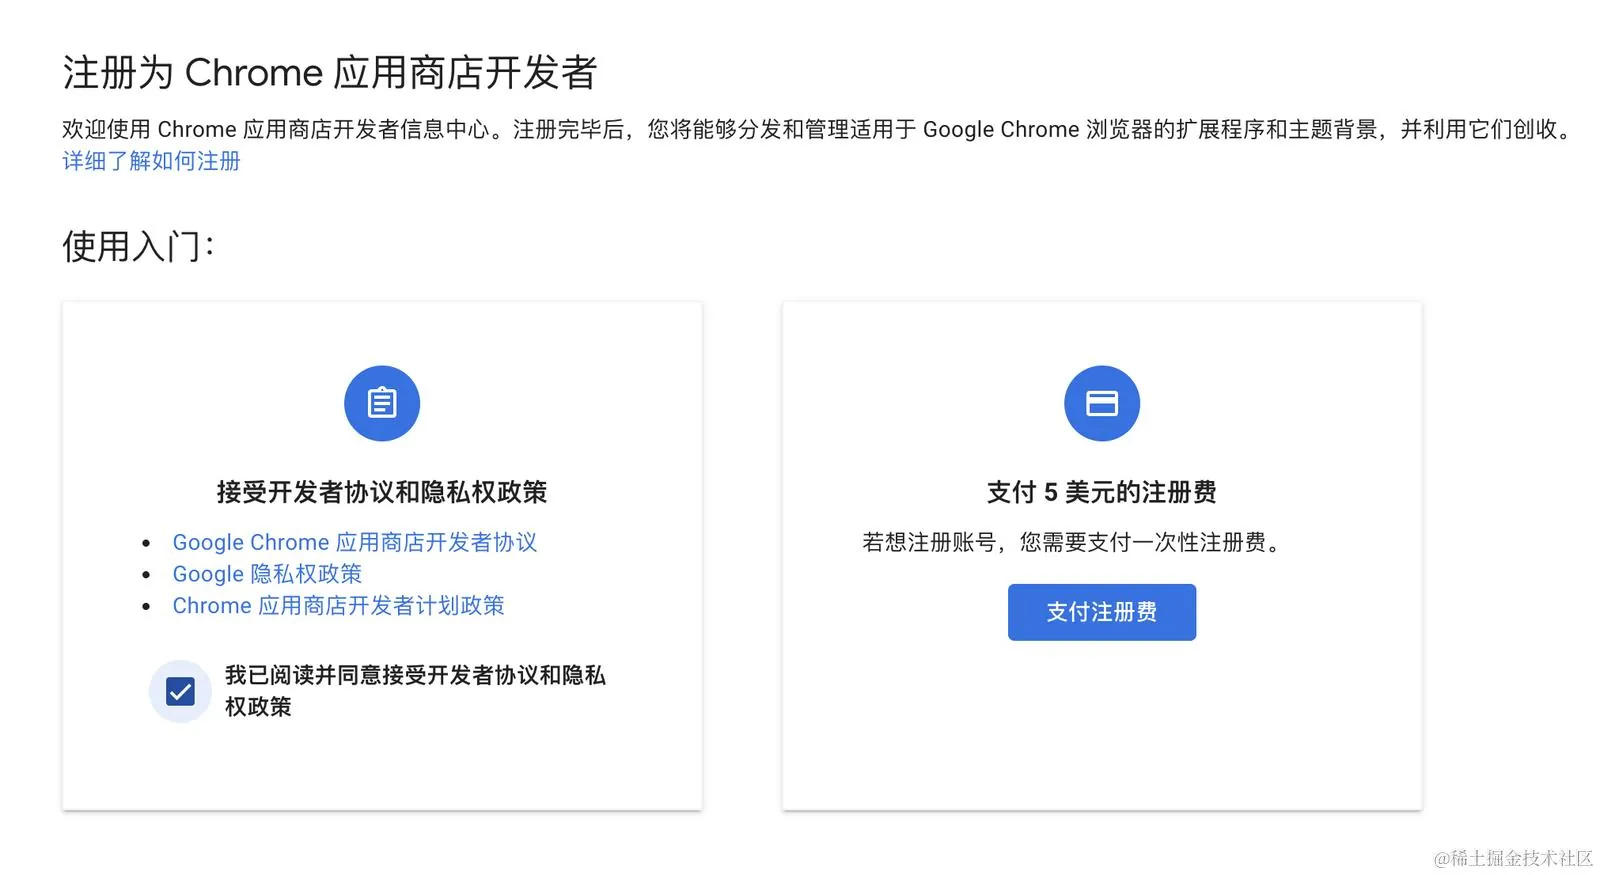 注册为 Chrome 应用商店开发者
欢迎使用 Chrome 应用商店开发者信息中心。注册完毕后，您将能够分发和管理适用于 Google Chrome 浏览器的扩展程序和主题背景，并利用它们创收。
详细了解如何注册
使用入门：
接受开发者协议和隐私权政策
• Google Chrome 应用商店开发者协议
• Google 隐私权政策
• Chrome 应用商店开发者计划政策
我已阅读并同意接受开发者协议和隐私
权政策
支付 5 美元的注册费
若想注册账号，您需要支付一次性注册费。
支付注册费
@稀土掘金技术社区